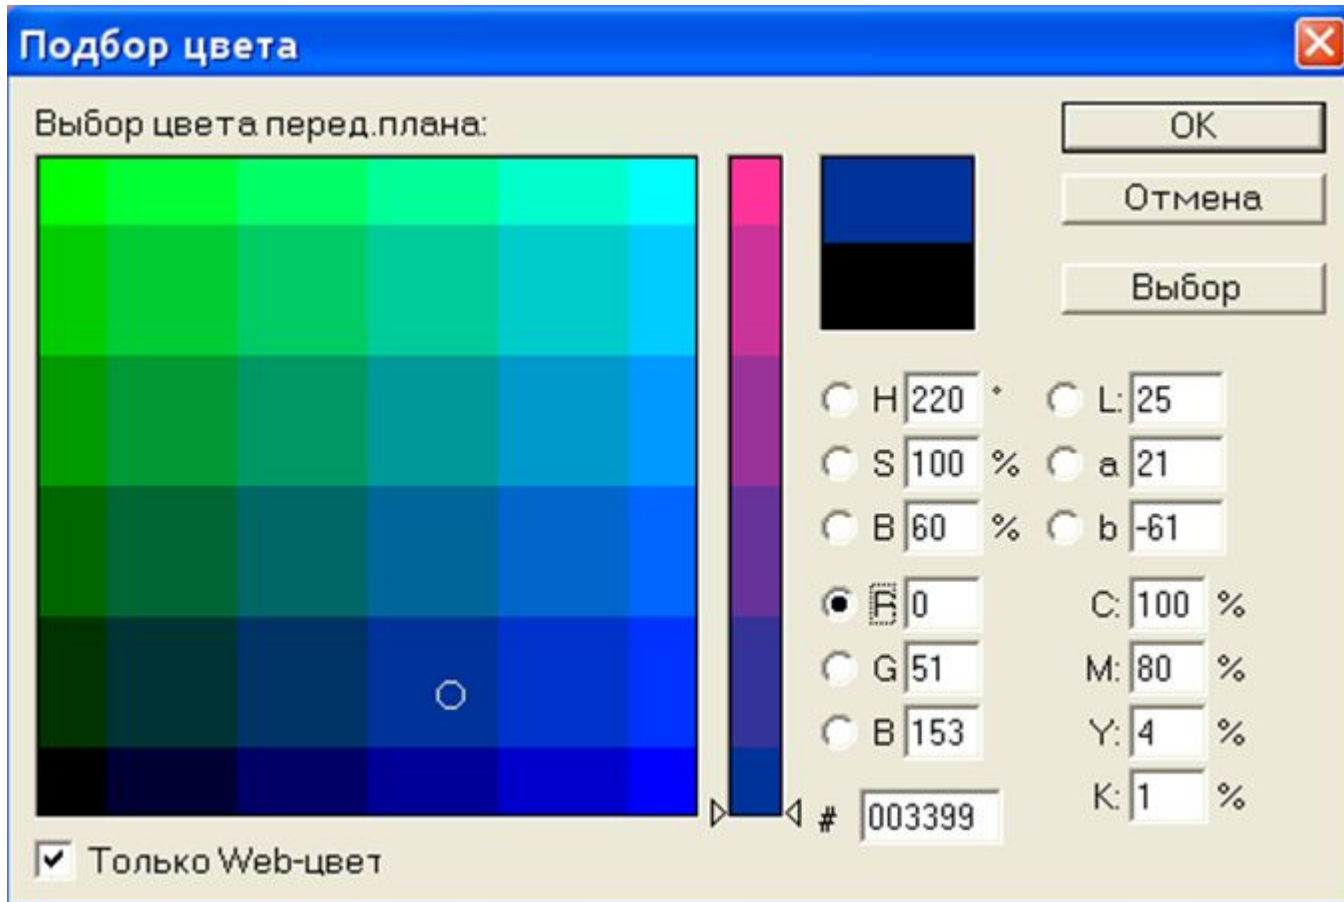 Подбор цвета
Выбор цвета перед.плана:
OK
Отмена
Выбор
H 220 ° L: 25
S 100 % a 21
B 60 % b -61
R 0 C: 100 %
G 51 M: 80 %
B 153 Y: 4 %
K: 1 %
# 003399
Только Web-цвет